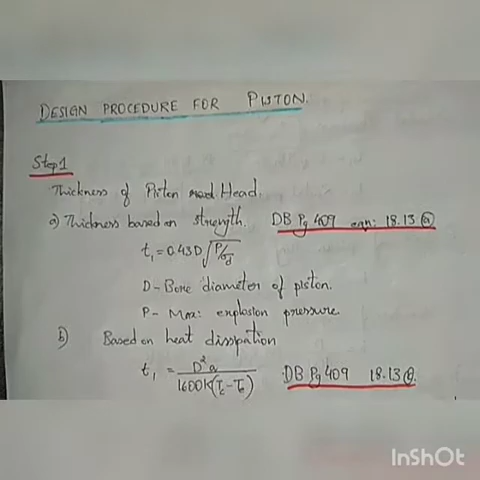 DESIGN PROCEDURE FOR PISTON.
Step 1
Thickness of Piston Head.
a) Thickness based on strength. DB Pg 409 eqn: 18.13 (a)
t₁ = 0.43D √(P/σd)
D - Bore diameter of piston.
P - Max: explosion pressure.
b) Based on heat dissipation
t₁ = D²q / 1600K(Tc - Te) DB Pg 409 18.13
InShOt